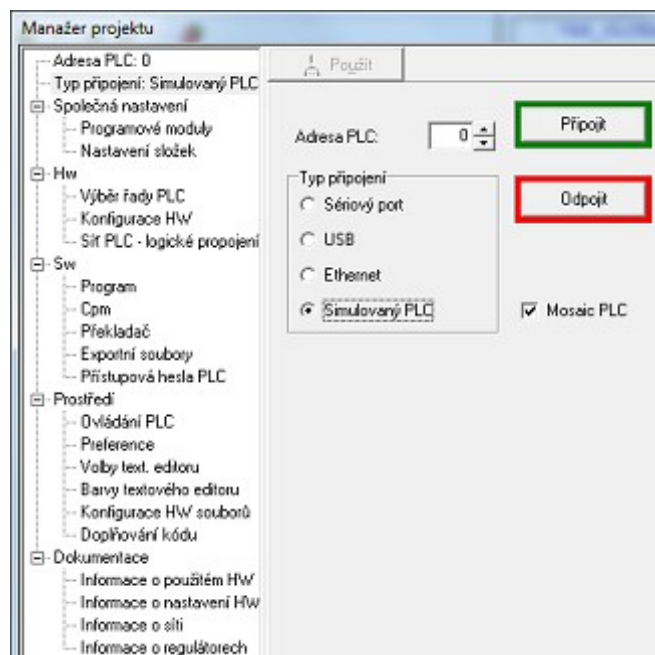 Manažer projektu
Adresa PLC: 0
Typ připojení: Simulovaný PLC
Společná nastavení
Programové moduly
Nastavení složek
Hw
Výběr řady PLC
Konfigurace HW
Síť PLC - logické propojení
Sw
Program
Cpm
Překladač
Exportní soubory
Přístupová hesla PLC
Prostředí
Ovládání PLC
Preference
Volby text. editoru
Barvy textového editoru
Konfigurace HW souborů
Doplňování kódu
Dokumentace
Informace o použitém HW
Informace o nastavení HW
Informace o síti
Informace o regulátorech
Použít
Adresa PLC: 0
Připojit
Odpojit
Typ připojení
Sériový port
USB
Ethernet
Simulovaný PLC
Mosaic PLC